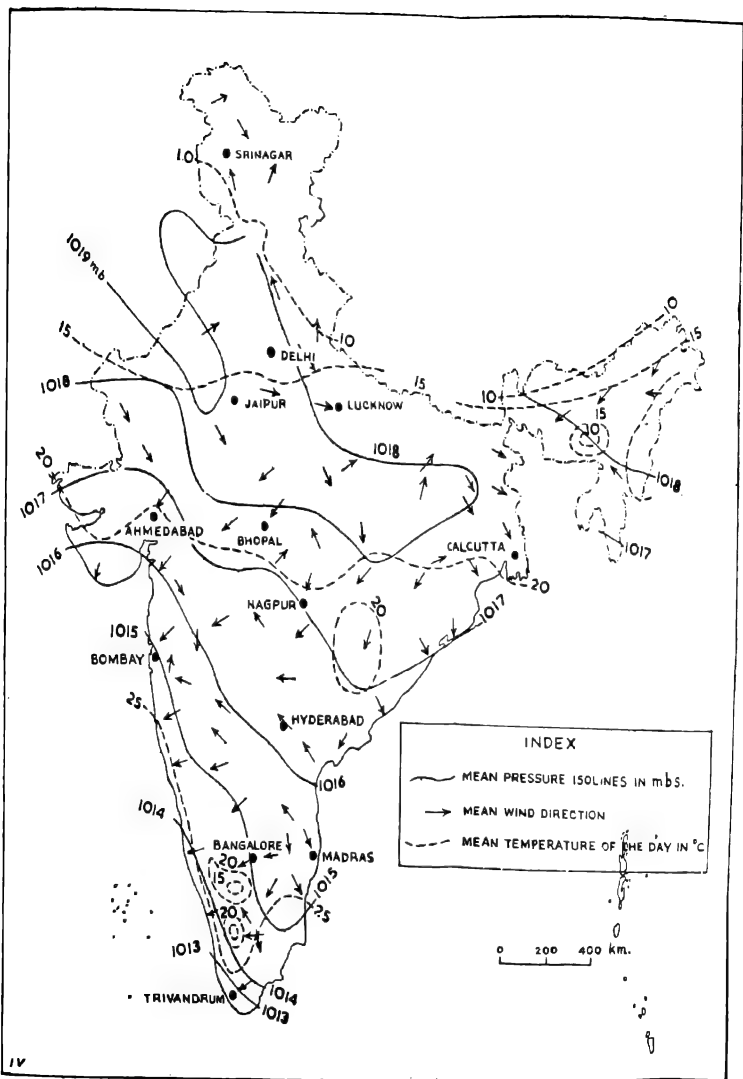 10
SRINAGAR
1019 mb
10
15
10
15
DELHI
10
1018
15
10
15
JAIPUR
LUCKNOW
10
1018
1018
20
1017
AHMEDABAD
BHOPAL
CALCUTTA
1017
1016
20
NAGPUR
20
1017
1015
BOMBAY
25
HYDERABAD
1016
1014
BANGALORE
MADRAS
20
15
1015
25
20
1013
1014
TRIVANDRUM
1013
INDEX
MEAN PRESSURE ISOLINES IN mbs.
MEAN WIND DIRECTION
MEAN TEMPERATURE OF THE DAY IN °C
0 200 400 km.
IV